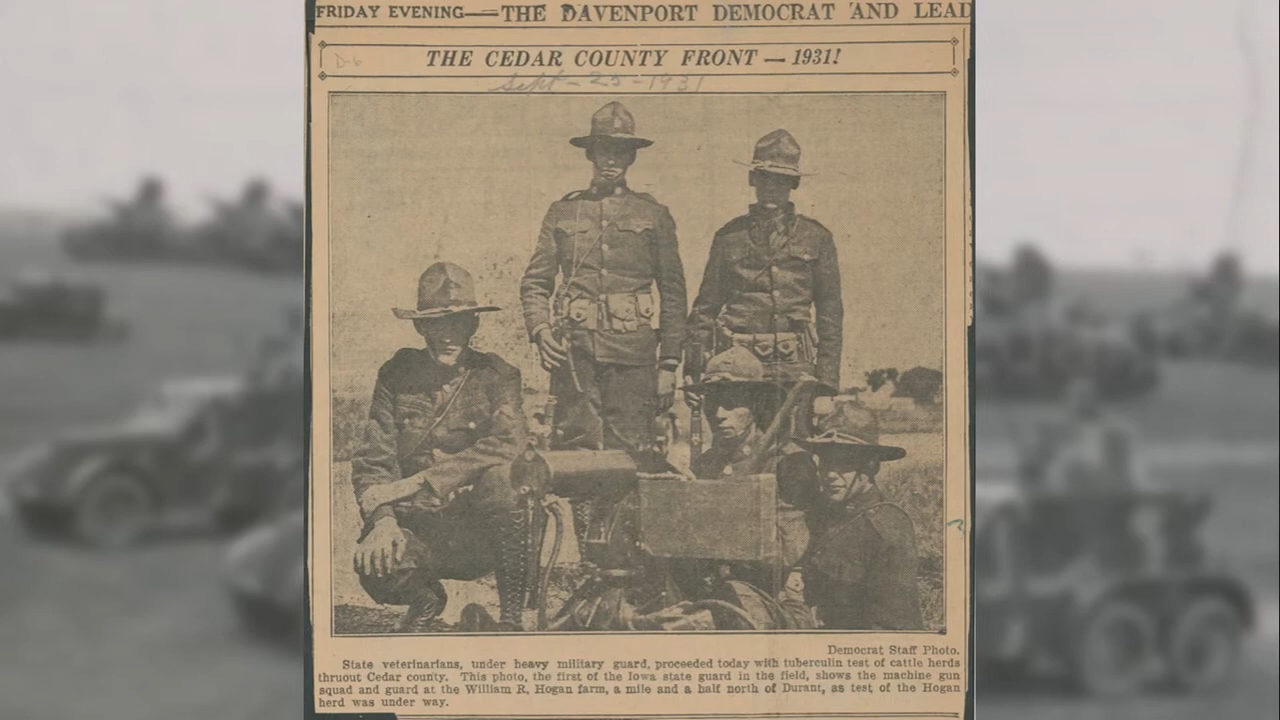 FRIDAY EVENING—THE DAVENPORT DEMOCRAT AND LEAD
D-6
THE CEDAR COUNTY FRONT — 1931!
Sept-25-1931
Democrat Staff Photo.
State veterinarians, under heavy military guard, proceeded today with tuberculin test of cattle herds
thruout Cedar county. This photo, the first of the Iowa state guard in the field, shows the machine gun
squad and guard at the William R, Hogan farm, a mile and a half north of Durant, as test of the Hogan
herd was under way.